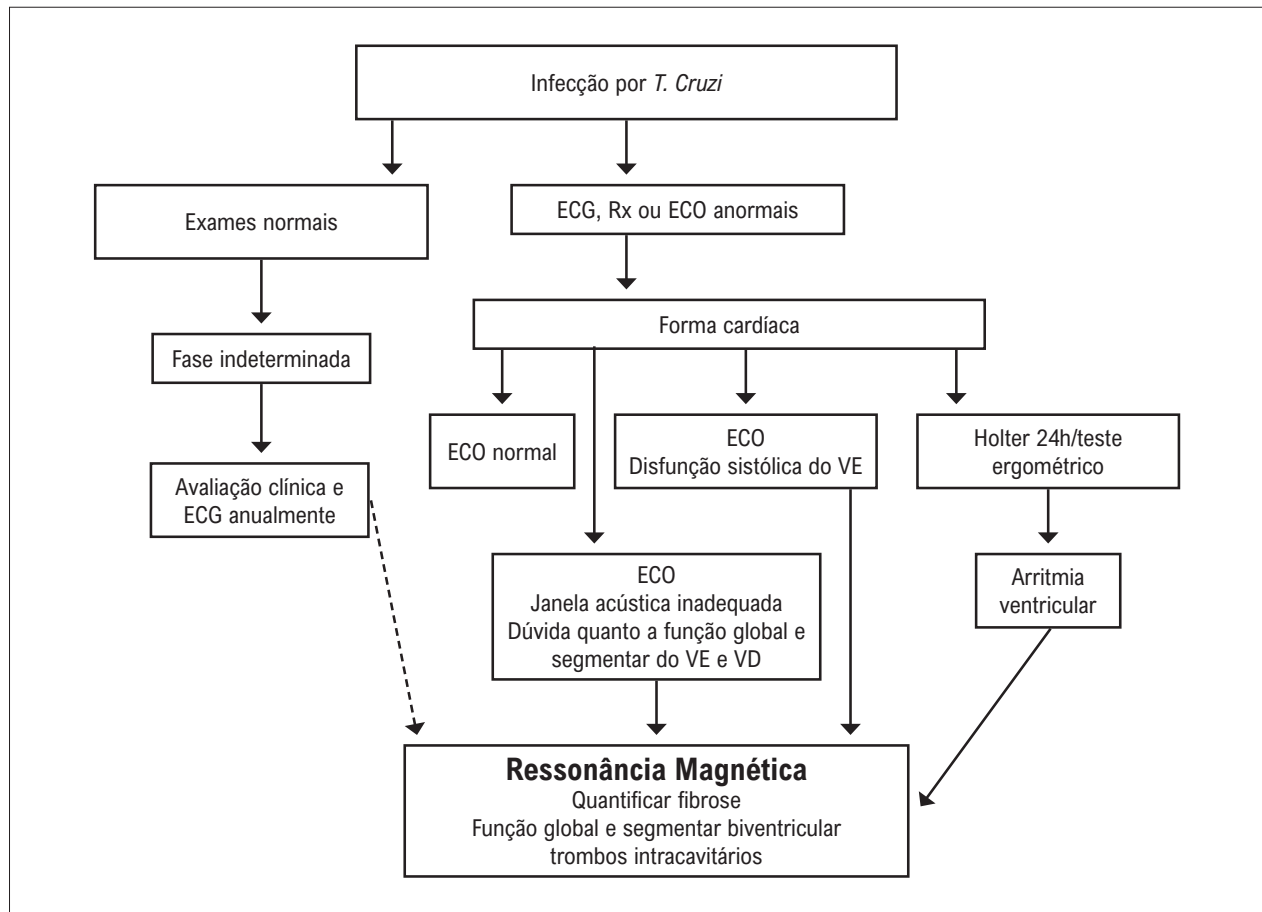 Infecção por T. Cruzi
Exames normais
ECG, Rx ou ECO anormais
Forma cardíaca
Fase indeterminada
ECO normal
ECO
Disfunção sistólica do VE
Holter 24h/teste
ergométrico
Avaliação clínica e
ECG anualmente
ECO
Janela acústica inadequada
Dúvida quanto a função global e
segmentar do VE e VD
Arritmia
ventricular
Ressonância Magnética
Quantificar fibrose
Função global e segmentar biventricular
trombos intracavitários